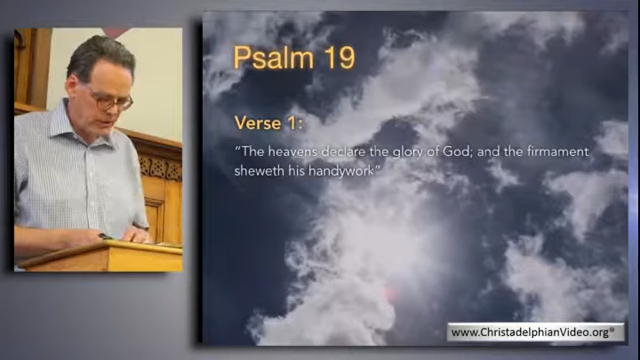 Psalm 19
Verse 1:
"The heavens declare the glory of God; and the firmament
sheweth his handywork"
www.ChristadelphianVideo.org®